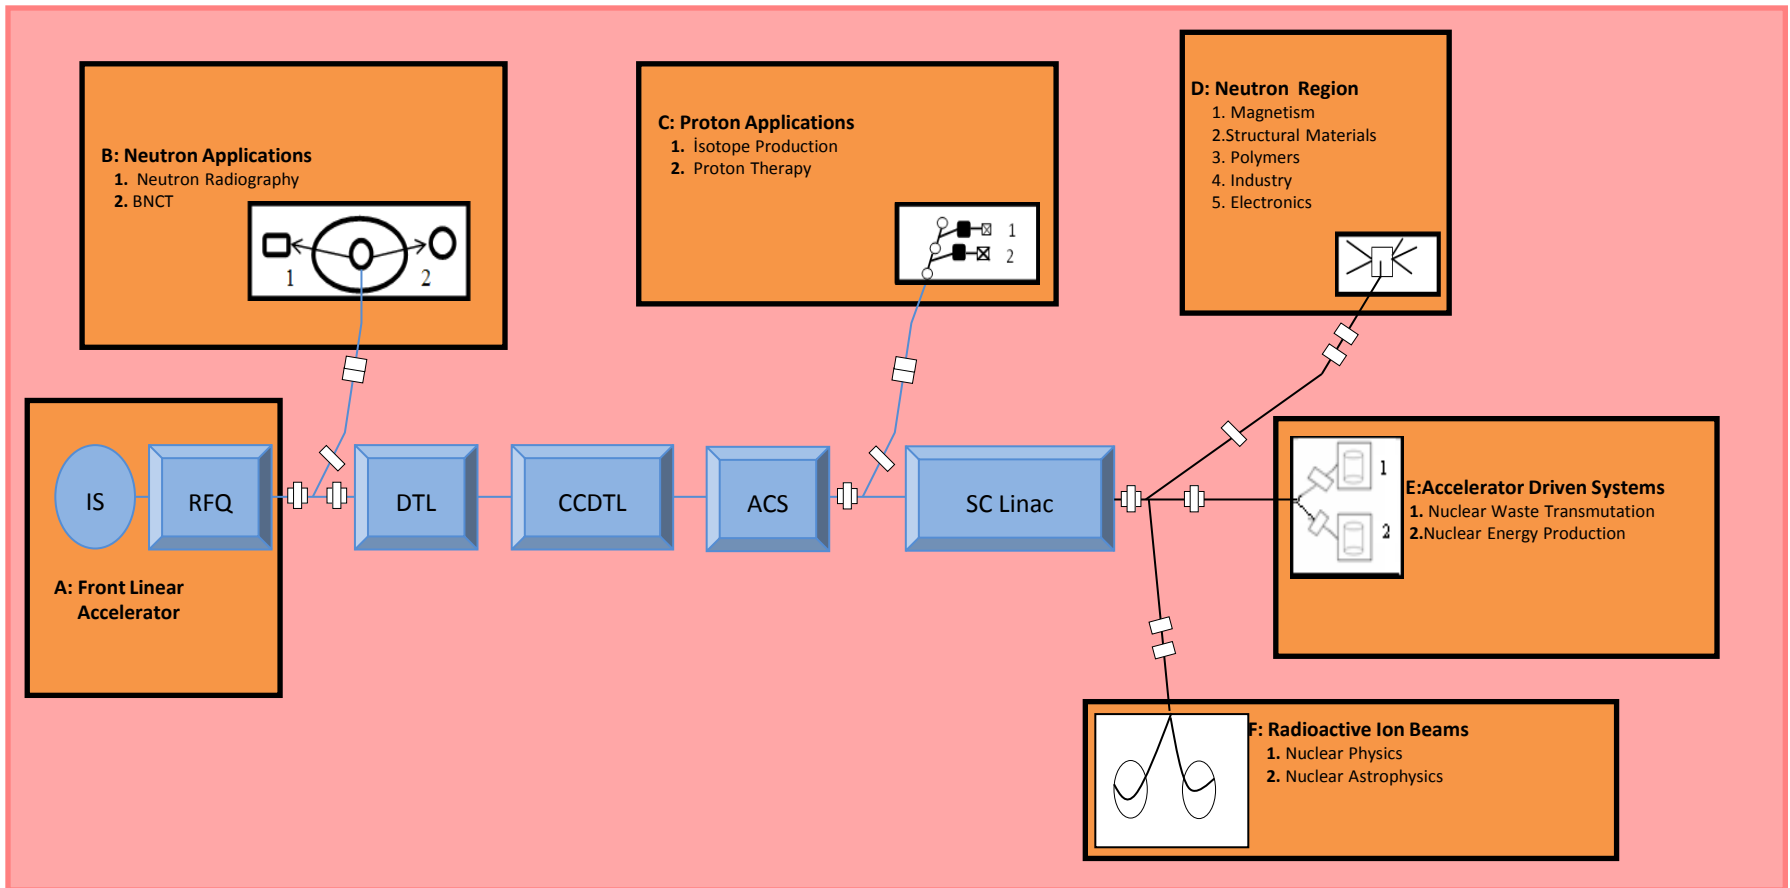 B: Neutron Applications
1. Neutron Radiography
2. BNCT
1
2
C: Proton Applications
1. İsotope Production
2. Proton Therapy
1
2
D: Neutron Region
1. Magnetism
2.Structural Materials
3. Polymers
4. Industry
5. Electronics
IS
RFQ
A: Front Linear
Accelerator
DTL
CCDTL
ACS
SC Linac
1
2
E:Accelerator Driven Systems
1. Nuclear Waste Transmutation
2.Nuclear Energy Production
F: Radioactive Ion Beams
1. Nuclear Physics
2. Nuclear Astrophysics